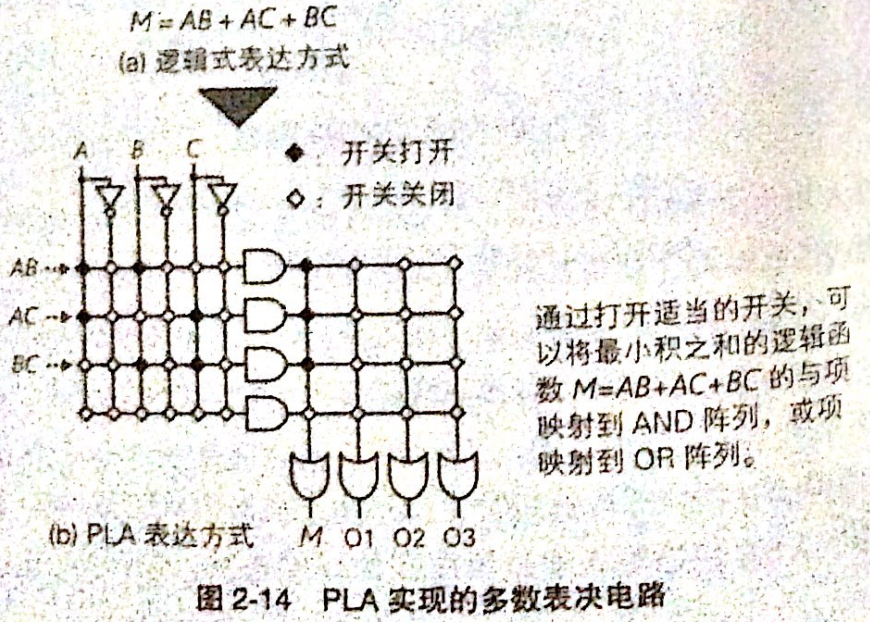 M = AB + AC + BC
(a) 逻辑式表达方式
A B C
◆：开关打开
◇：开关关闭
AB
AC
BC
通过打开适当的开关，可
以将最小积之和的逻辑函
数 M=AB+AC+BC 的与项
映射到 AND 阵列，或项
映射到 OR 阵列。
(b) PLA 表达方式
M O1 O2 O3
图 2-14 PLA 实现的多数表决电路